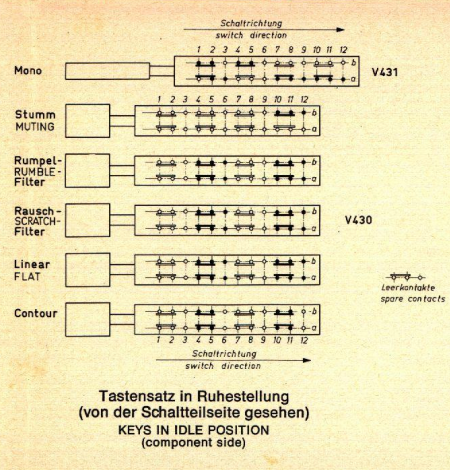 Schaltrichtung
switch direction
1 2 3 4 5 6 7 8 9 10 11 12
Mono
b
a
V431
1 2 3 4 5 6 7 8 9 10 11 12
Stumm
MUTING
b
a
Rumpel-
RUMBLE-
Filter
b
a
Rausch-
SCRATCH-
Filter
b
a
V430
Linear
FLAT
b
a
Leerkontakte
spare contacts
Contour
b
a
1 2 3 4 5 6 7 8 9 10 11 12
Schaltrichtung
switch direction
Tastensatz in Ruhestellung
(von der Schaltteilseite gesehen)
KEYS IN IDLE POSITION
(component side)